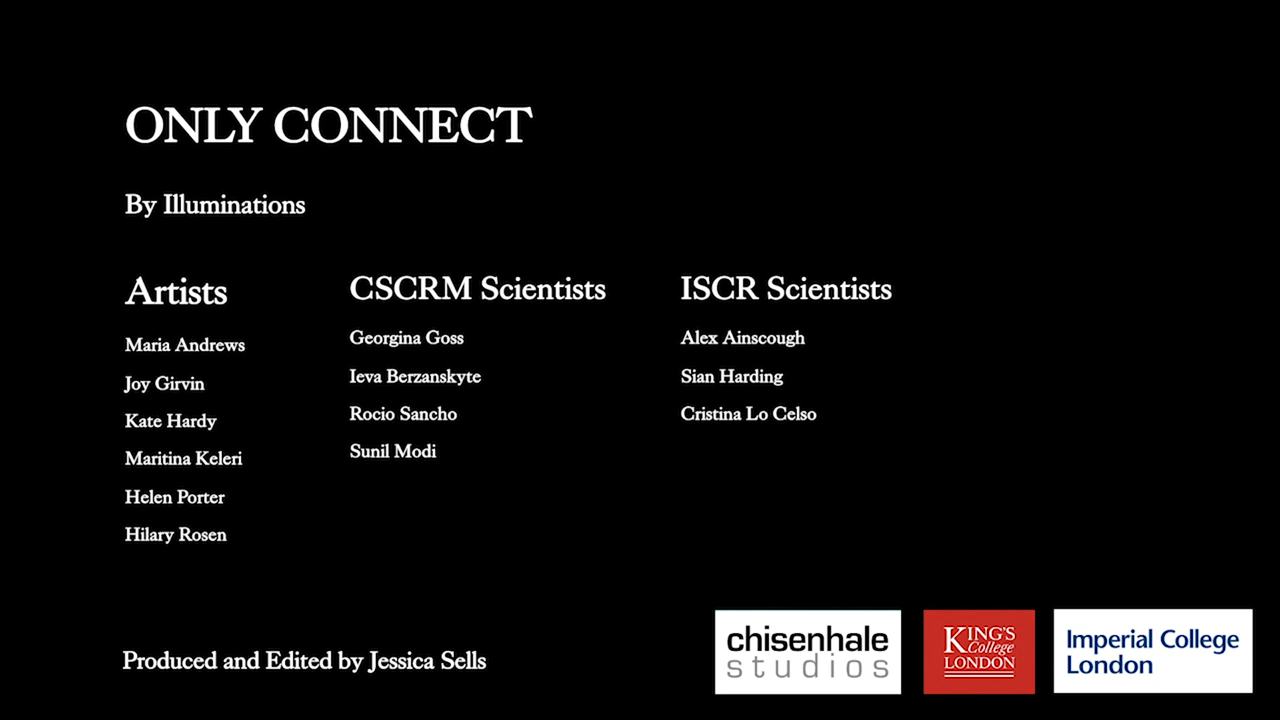 ONLY CONNECT
By Illuminations
Artists
Maria Andrews
Joy Girvin
Kate Hardy
Maritina Keleri
Helen Porter
Hilary Rosen
CSCRM Scientists
Georgina Goss
Ieva Berzanskyte
Rocio Sancho
Sunil Modi
ISCR Scientists
Alex Ainscough
Sian Harding
Cristina Lo Celso
Produced and Edited by Jessica Sells
chisenhale
studios
KING'S
College
LONDON
Imperial College
London